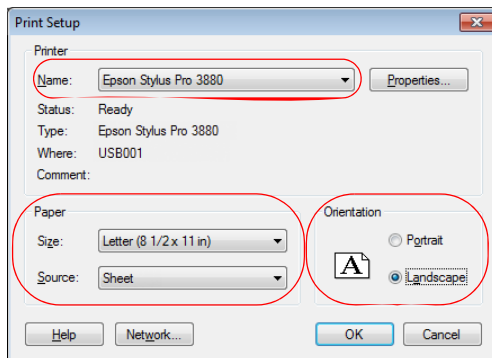 Print Setup
Printer
Name: Epson Stylus Pro 3880 Properties...
Status: Ready
Type: Epson Stylus Pro 3880
Where: USB001
Comment:
Paper
Size: Letter (8 1/2 x 11 in)
Source: Sheet
Orientation
Portrait
A
Landscape
Help Network... OK Cancel